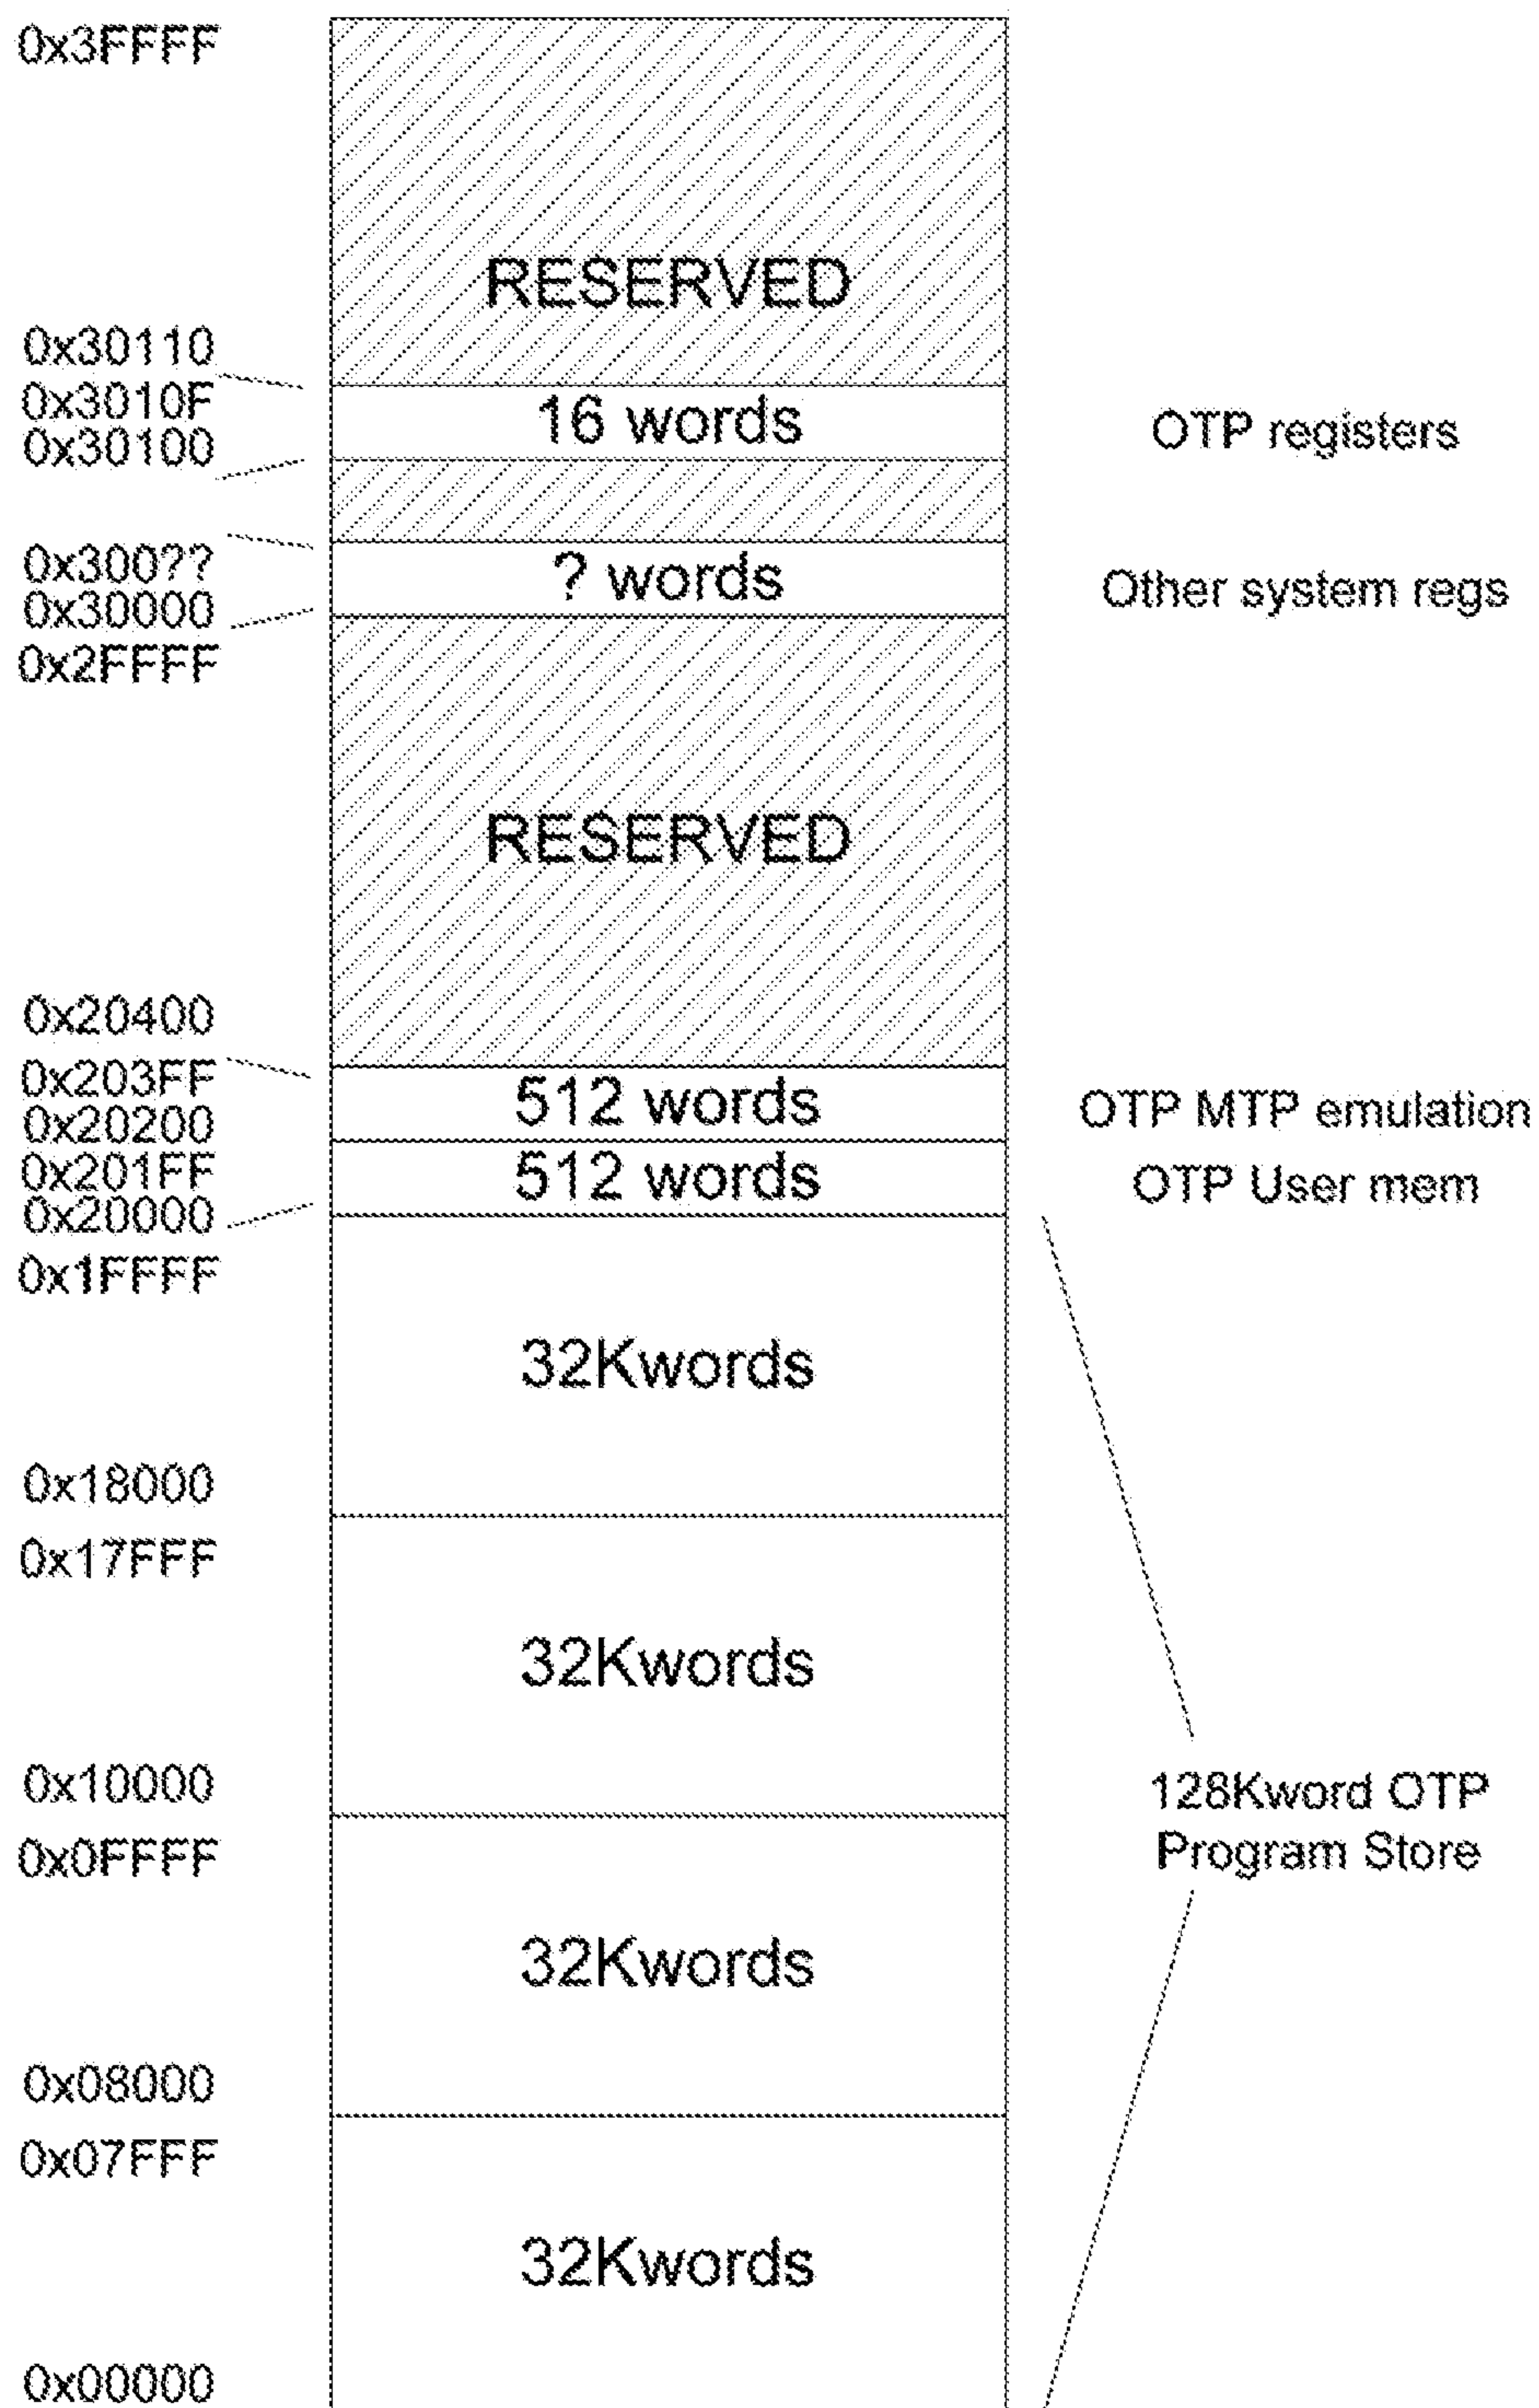 0x3FFFF
RESERVED
0x30110
0x3010F
16 words
OTP registers
0x30100
0x300??
? words
Other system regs
0x30000
0x2FFFF
RESERVED
0x20400
0x203FF
512 words
OTP MTP emulation
0x20200
0x201FF
512 words
OTP User mem
0x20000
0x1FFFF
32Kwords
0x18000
0x17FFF
32Kwords
0x10000
128Kword OTP
Program Store
0x0FFFF
32Kwords
0x08000
0x07FFF
32Kwords
0x00000